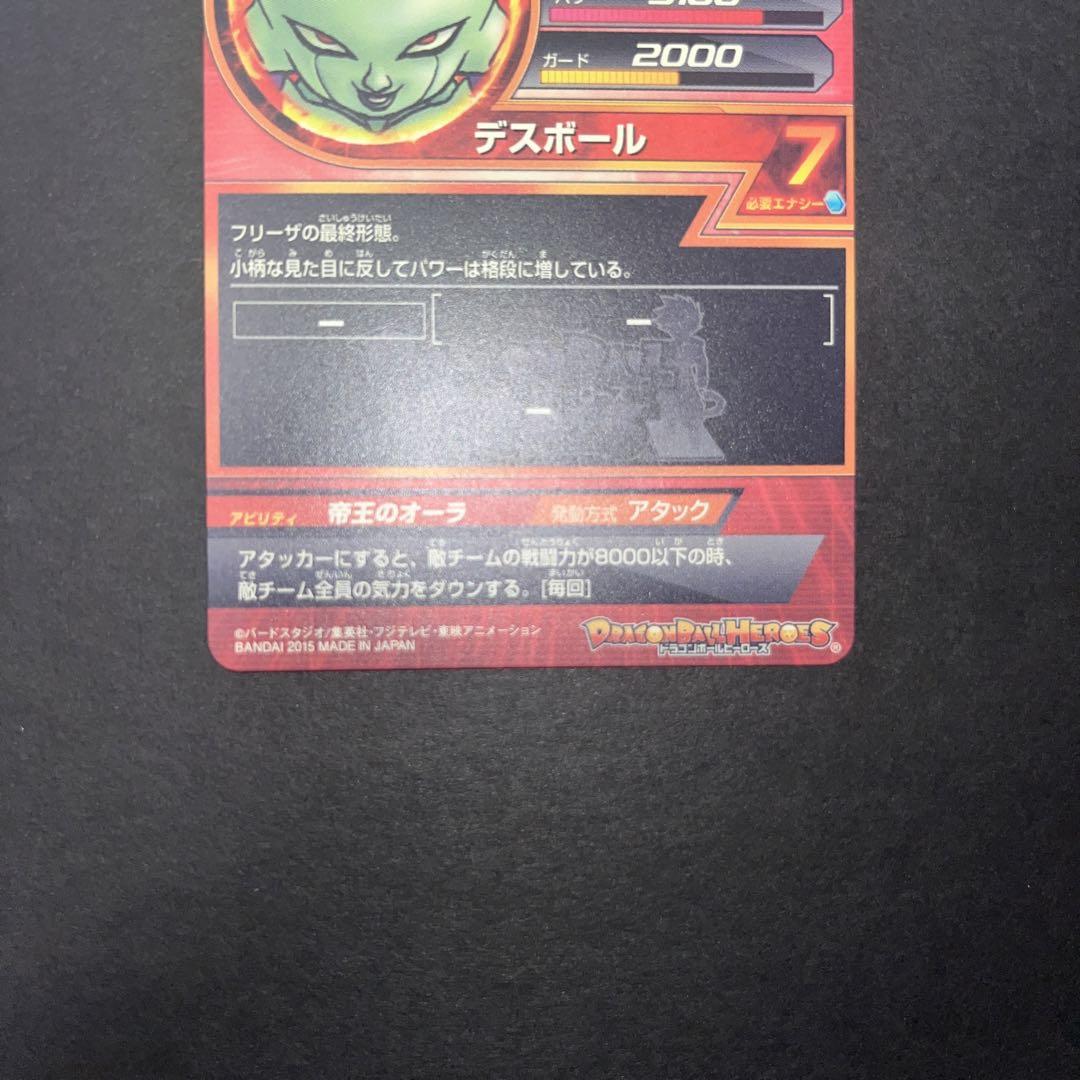 ガード 2000
デスボール
7
必要エナジー
フリーザの最終形態。
小柄な見た目に反してパワーは格段に増している。
ー [ ー ]
ー
アビリティ 帝王のオーラ 発動方式 アタック
アタッカーにすると、敵チームの戦闘力が8000以下の時、
敵チーム全員の気力をダウンする。[毎回]
©バードスタジオ/集英社・フジテレビ・東映アニメーション
BANDAI 2015 MADE IN JAPAN
DRAGONBALL HEROES
ドラゴンボールヒーローズ
®